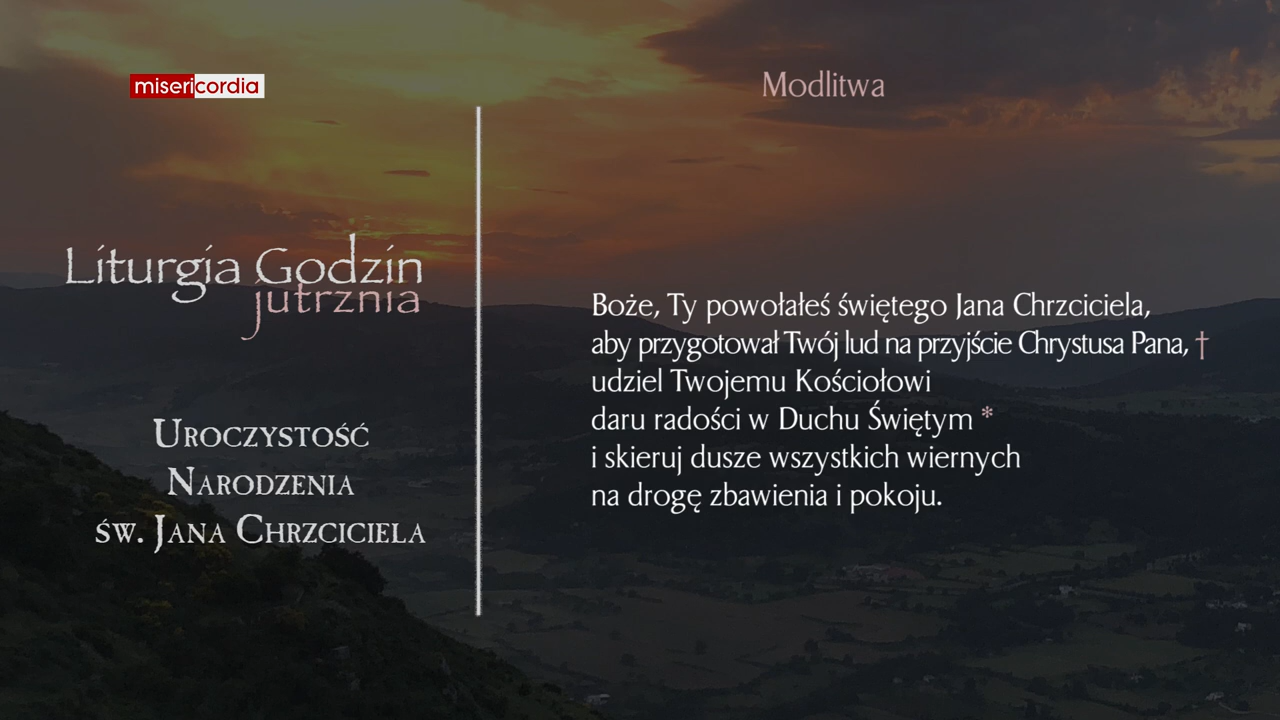 misericordia
Liturgia Godzin
jutrznia
Uroczystość
Narodzenia
św. Jana Chrzciciela
Modlitwa
Boże, Ty powołałeś świętego Jana Chrzciciela,
aby przygotował Twój lud na przyjście Chrystusa Pana, †
udziel Twojemu Kościołowi
daru radości w Duchu Świętym *
i skieruj dusze wszystkich wiernych
na drogę zbawienia i pokoju.